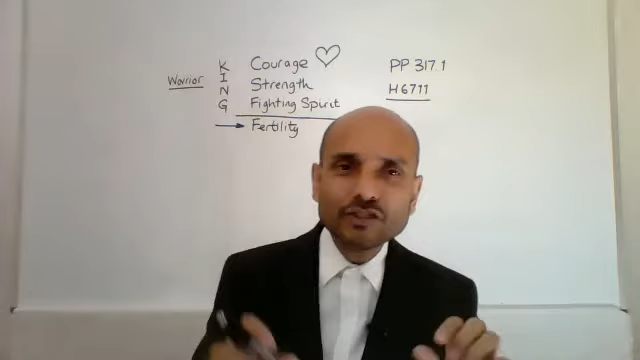 K Courage ♡ PP 317.1
Warrior I Strength H6711
N Fighting Spirit
G → Fertility